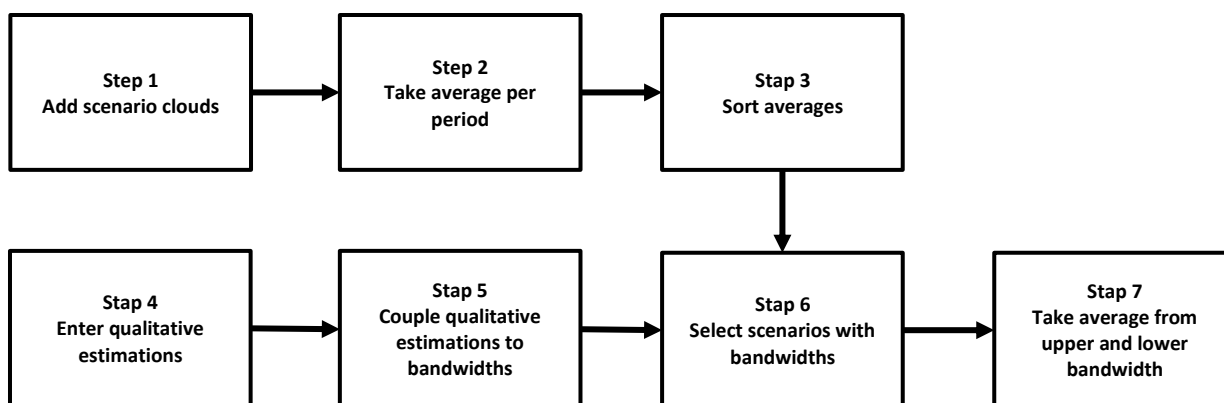 Step 1
Add scenario clouds
Step 2
Take average per
period
Stap 3
Sort averages
Stap 4
Enter qualitative
estimations
Stap 5
Couple qualitative
estimations to
bandwidths
Stap 6
Select scenarios with
bandwidths
Stap 7
Take average from
upper and lower
bandwidth